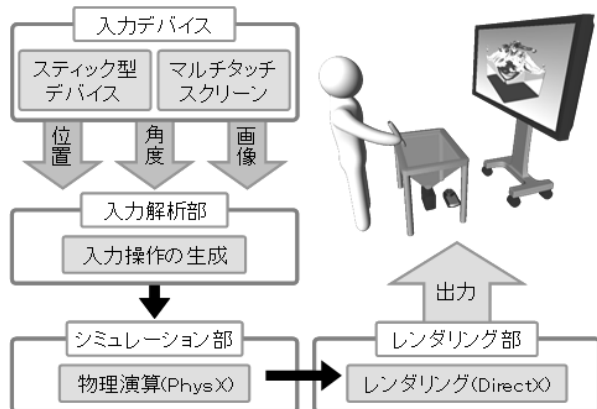 入力デバイス
スティック型
デバイス
マルチタッチ
スクリーン
位置
角度
画像
入力解析部
入力操作の生成
出力
シミュレーション部
物理演算(PhysX)
レンダリング部
レンダリング(DirectX)